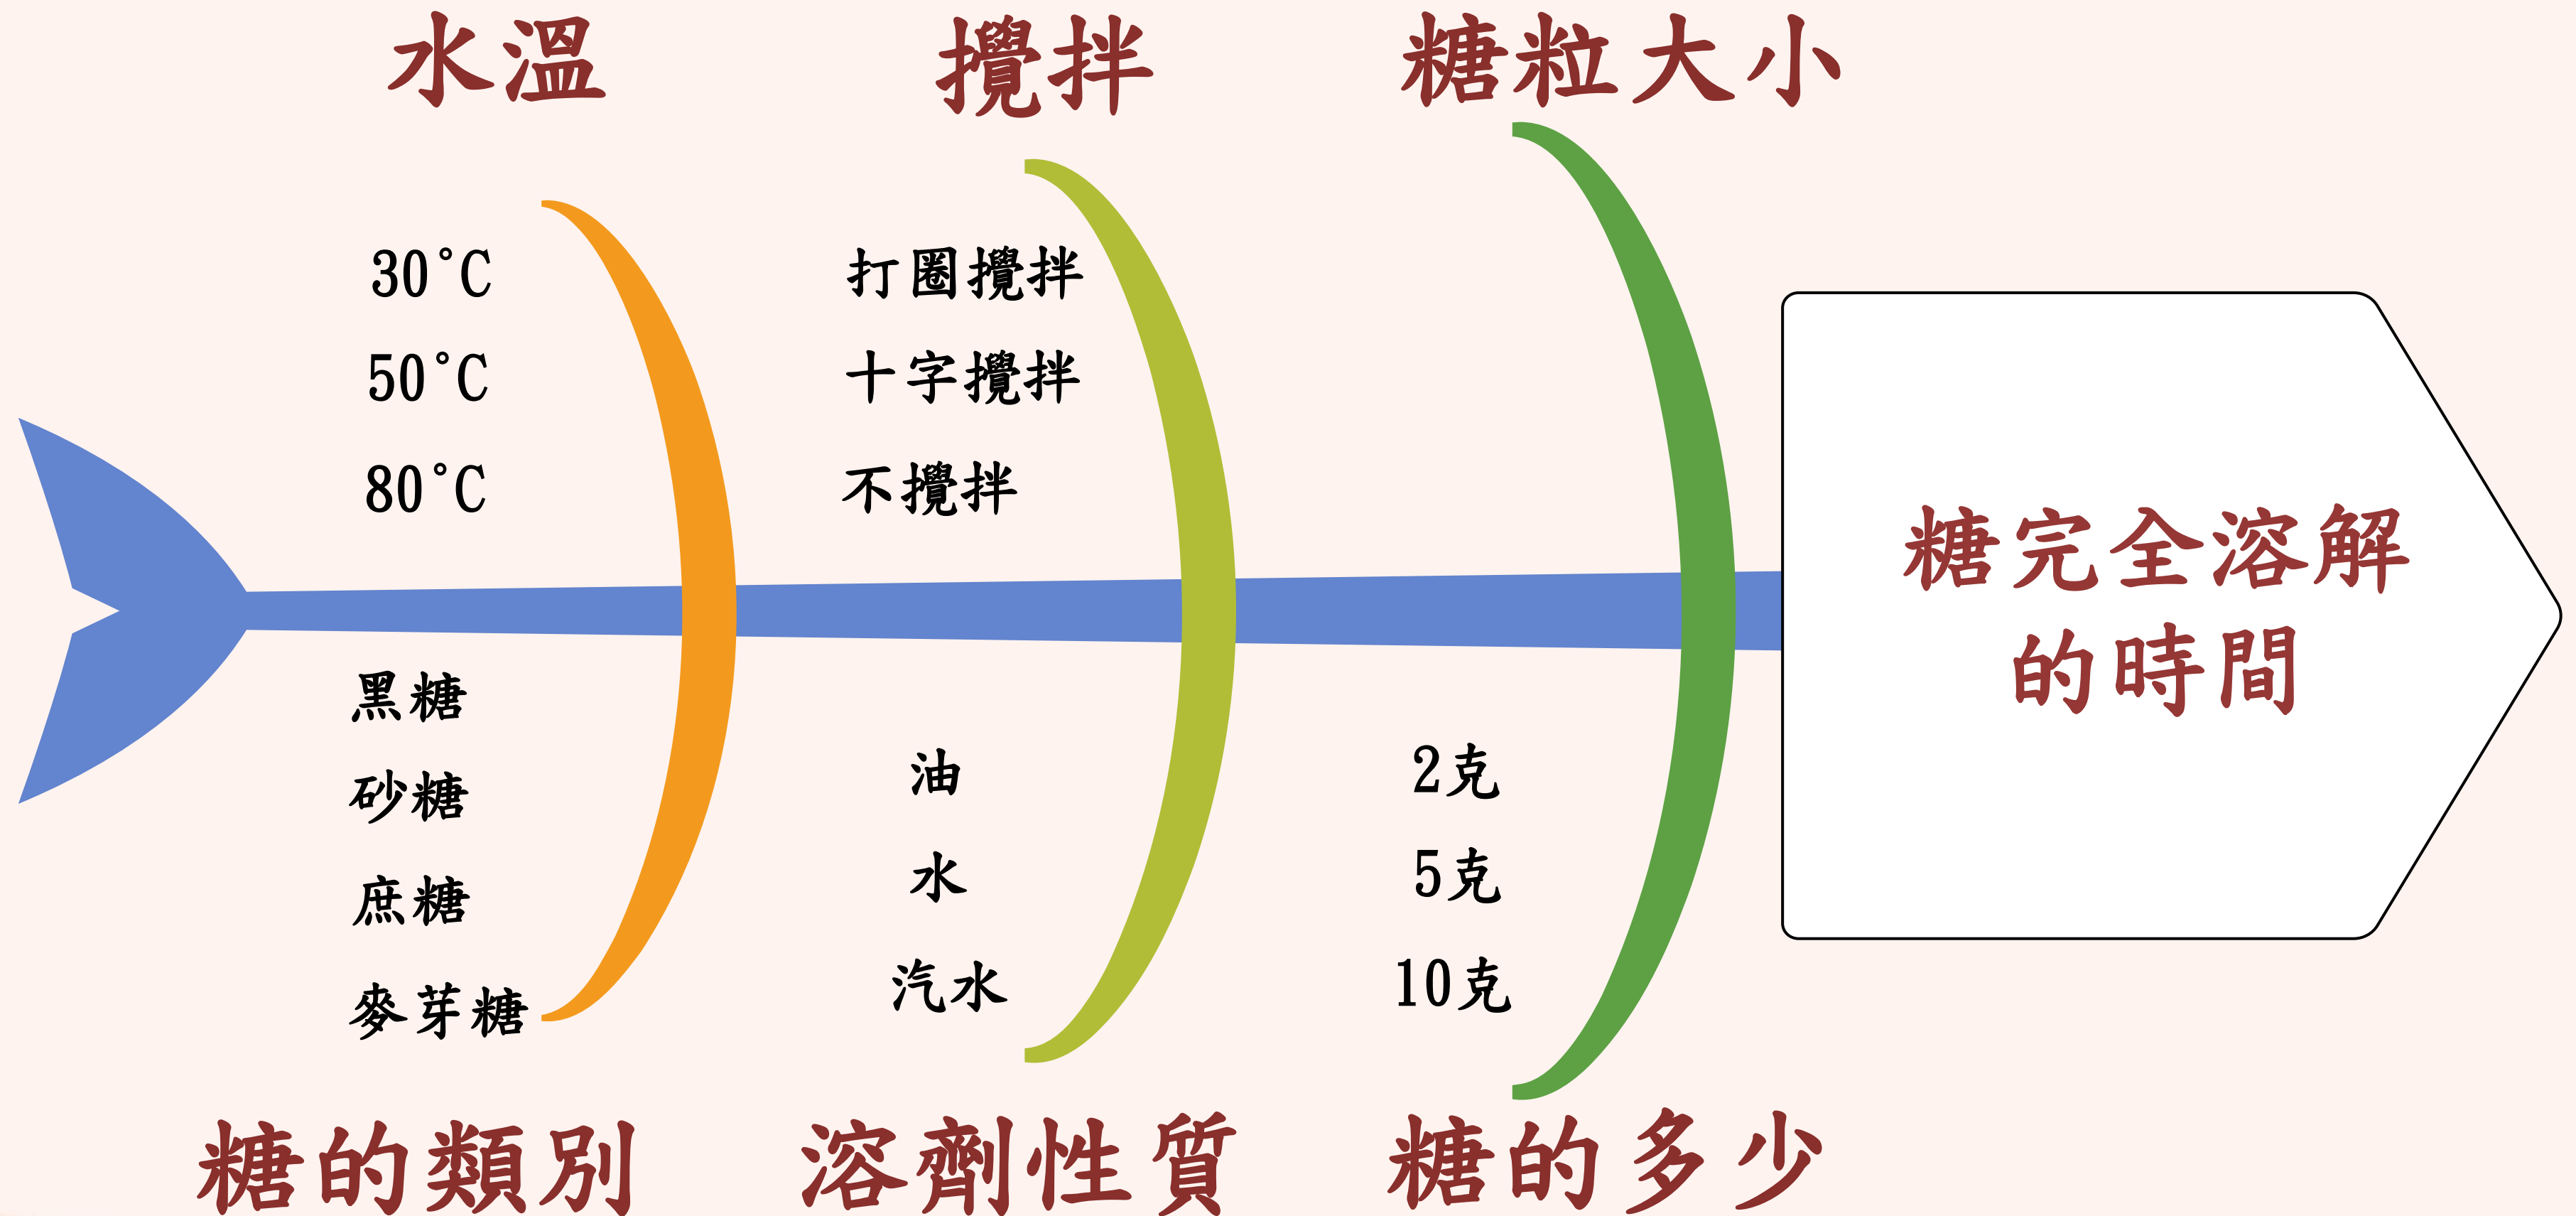 水溫
攪拌
糖粒大小
30°C
50°C
80°C
打圈攪拌
十字攪拌
不攪拌
糖完全溶解
的時間
黑糖
砂糖
庶糖
麥芽糖
油
水
汽水
2克
5克
10克
糖的類別
溶劑性質
糖的多少